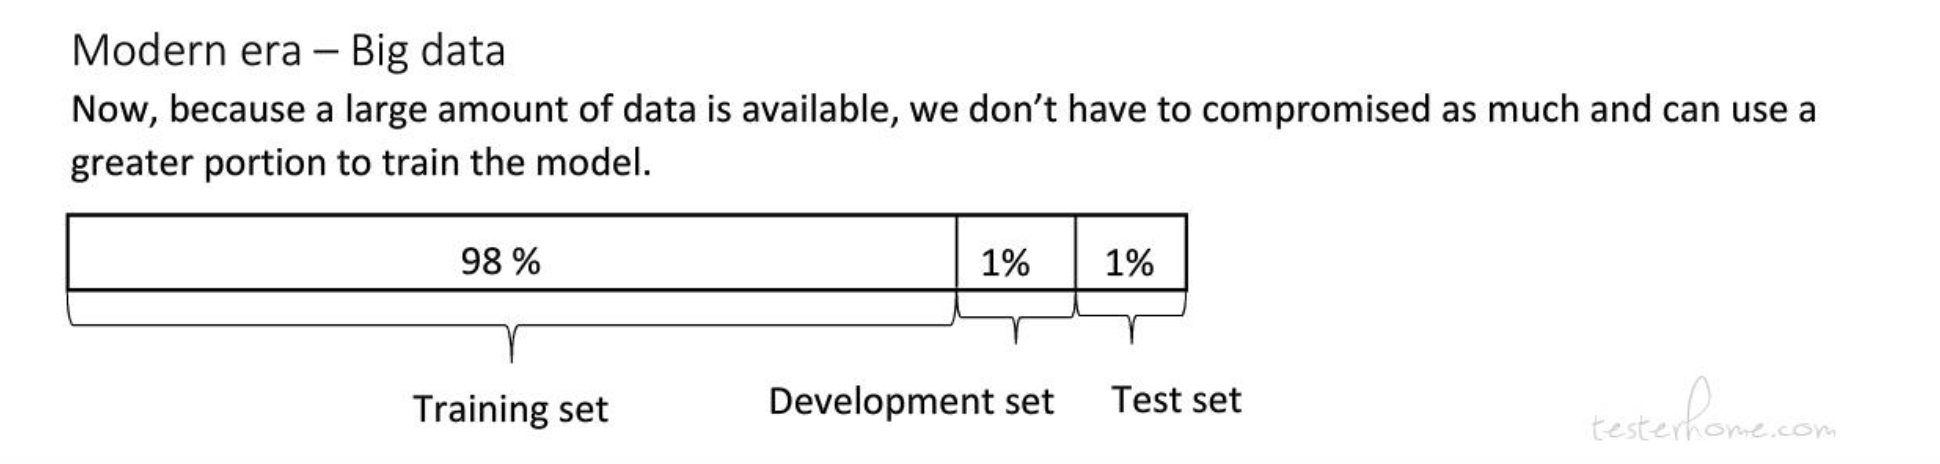 Modern era – Big data
Now, because a large amount of data is available, we don't have to compromised as much and can use a
greater portion to train the model.
98 % 1% 1%
Training set Development set Test set
testerhome.com